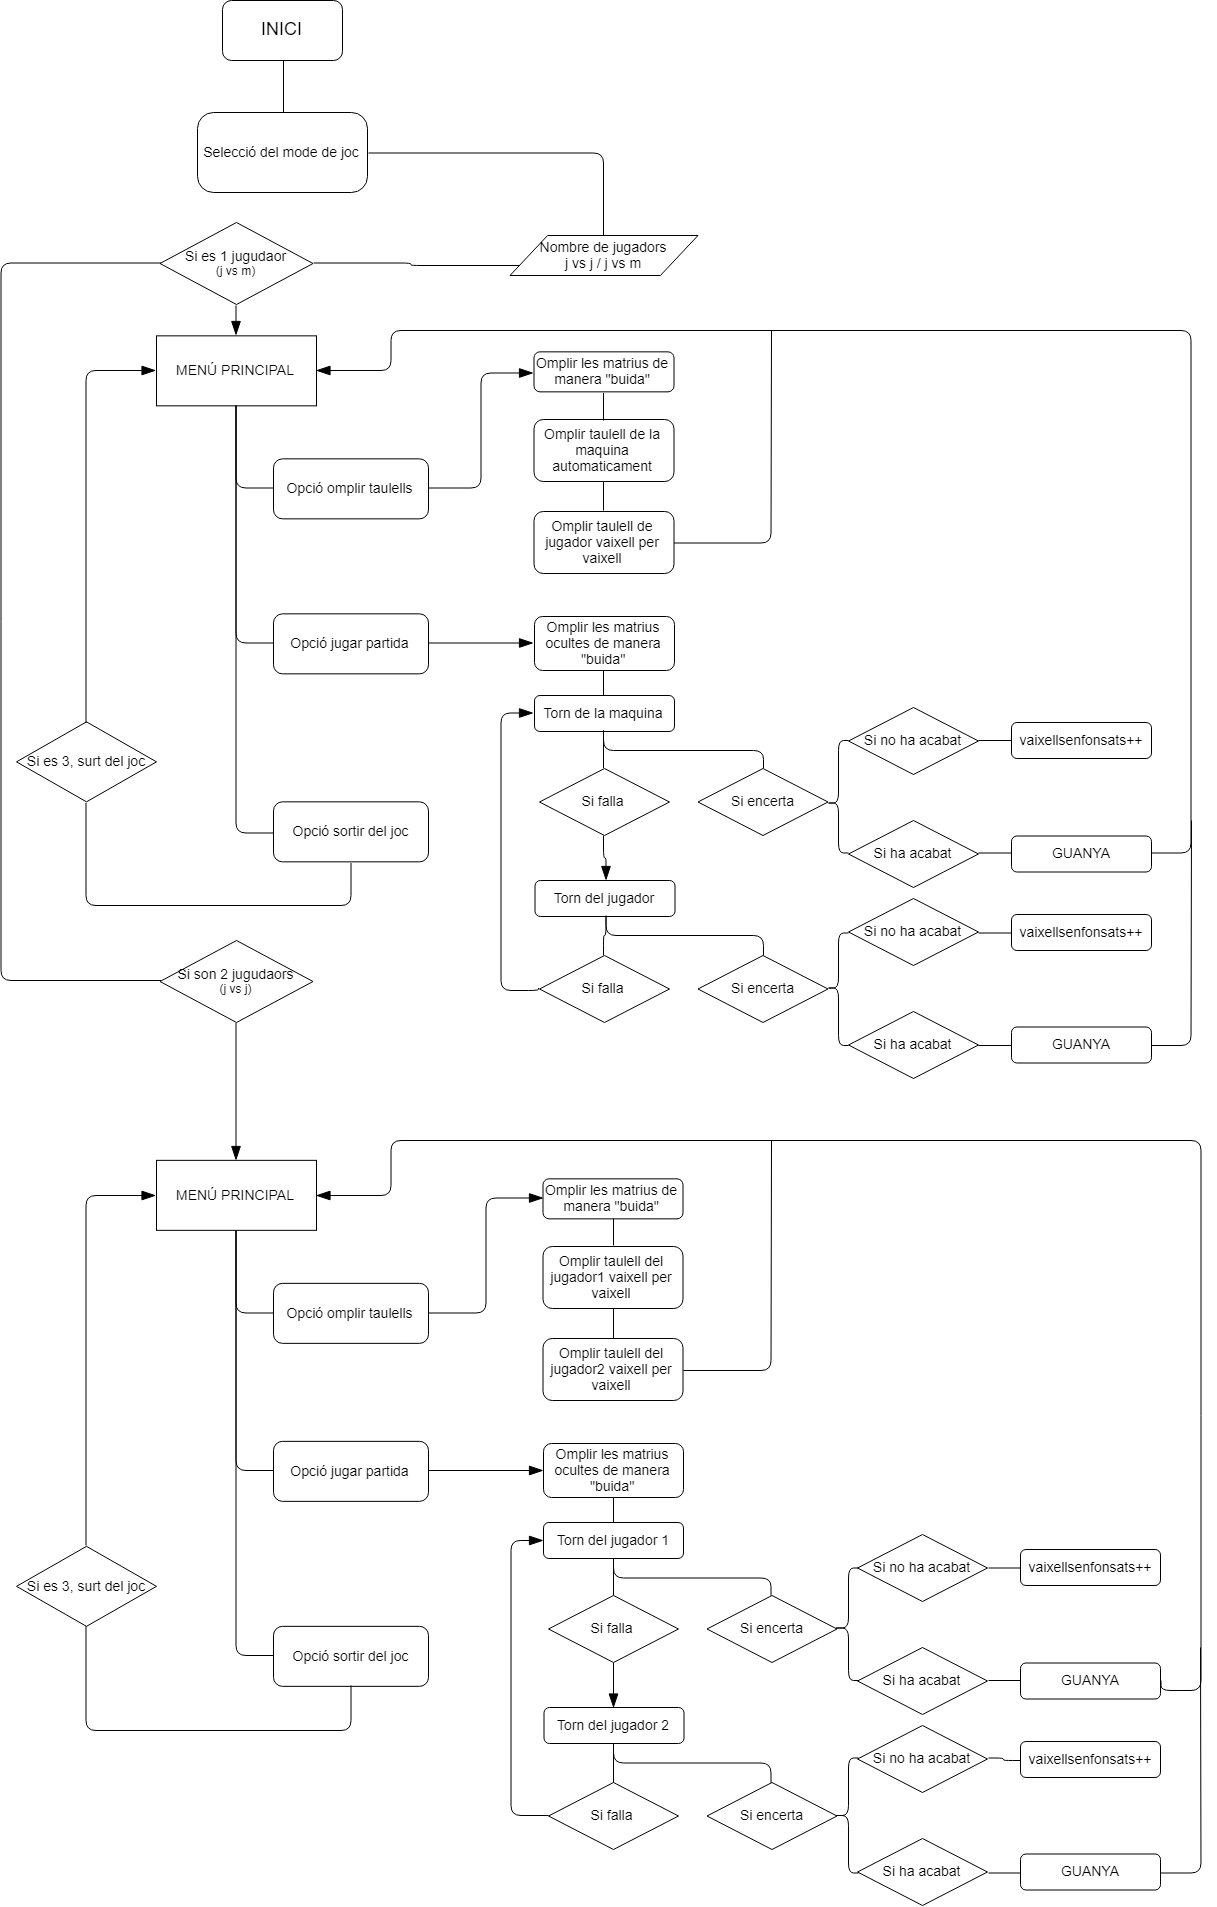 INICI
Selecció del mode de joc
Nombre de jugadors
j vs j / j vs m
Si es 1 jugudaor
(j vs m)
MENÚ PRINCIPAL
Omplir les matrius de
manera "buida"
Omplir taulell de la
maquina
automaticament
Opció omplir taulells
Omplir taulell de
jugador vaixell per
vaixell
Opció jugar partida
Omplir les matrius
ocultes de manera
"buida"
Torn de la maquina
Si no ha acabat
vaixellsenfonsats++
Si es 3, surt del joc
Si falla
Si encerta
Opció sortir del joc
Si ha acabat
GUANYA
Torn del jugador
Si no ha acabat
vaixellsenfonsats++
Si son 2 jugudaors
(j vs j)
Si falla
Si encerta
Si ha acabat
GUANYA
MENÚ PRINCIPAL
Omplir les matrius de
manera "buida"
Omplir taulell del
jugador1 vaixell per
vaixell
Opció omplir taulells
Omplir taulell del
jugador2 vaixell per
vaixell
Opció jugar partida
Omplir les matrius
ocultes de manera
"buida"
Torn del jugador 1
Si no ha acabat
vaixellsenfonsats++
Si es 3, surt del joc
Si falla
Si encerta
Opció sortir del joc
Si ha acabat
GUANYA
Torn del jugador 2
Si no ha acabat
vaixellsenfonsats++
Si falla
Si encerta
Si ha acabat
GUANYA